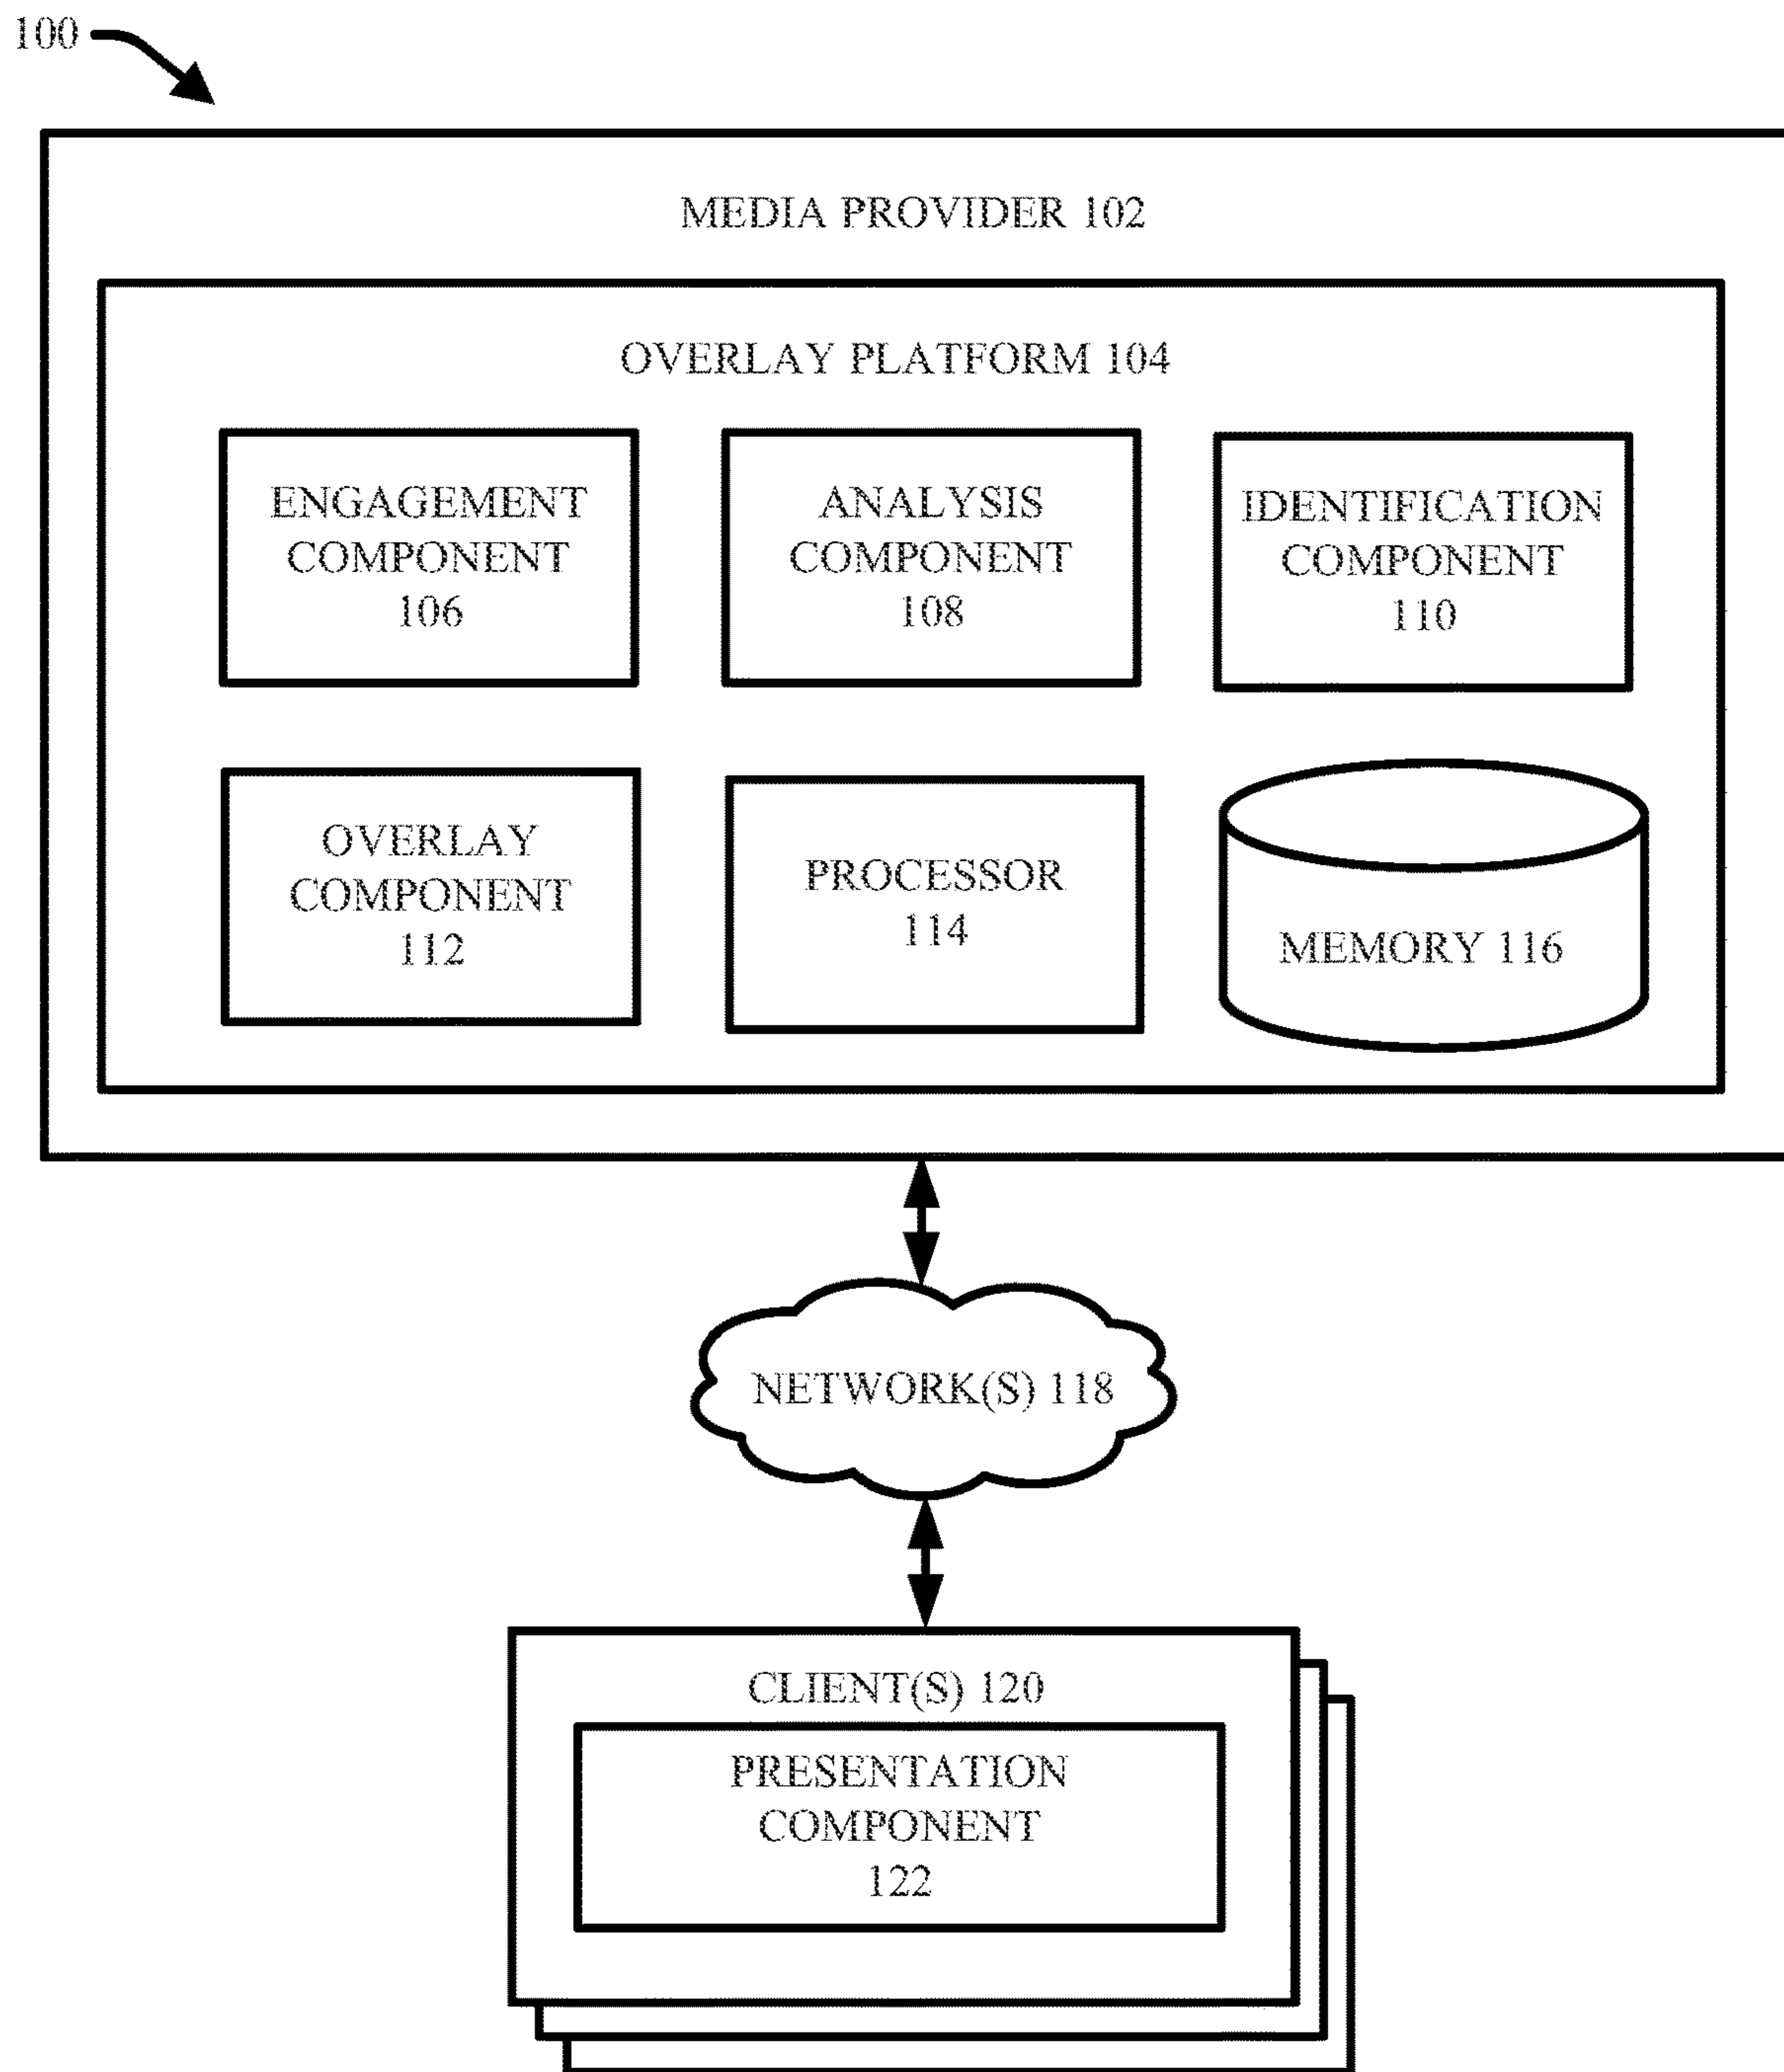 100
MEDIA PROVIDER 102
OVERLAY PLATFORM 104
ENGAGEMENT
COMPONENT
106
ANALYSIS
COMPONENT
108
IDENTIFICATION
COMPONENT
110
OVERLAY
COMPONENT
112
PROCESSOR
114
MEMORY 116
NETWORK(S) 118
CLIENT(S) 120
PRESENTATION
COMPONENT
122